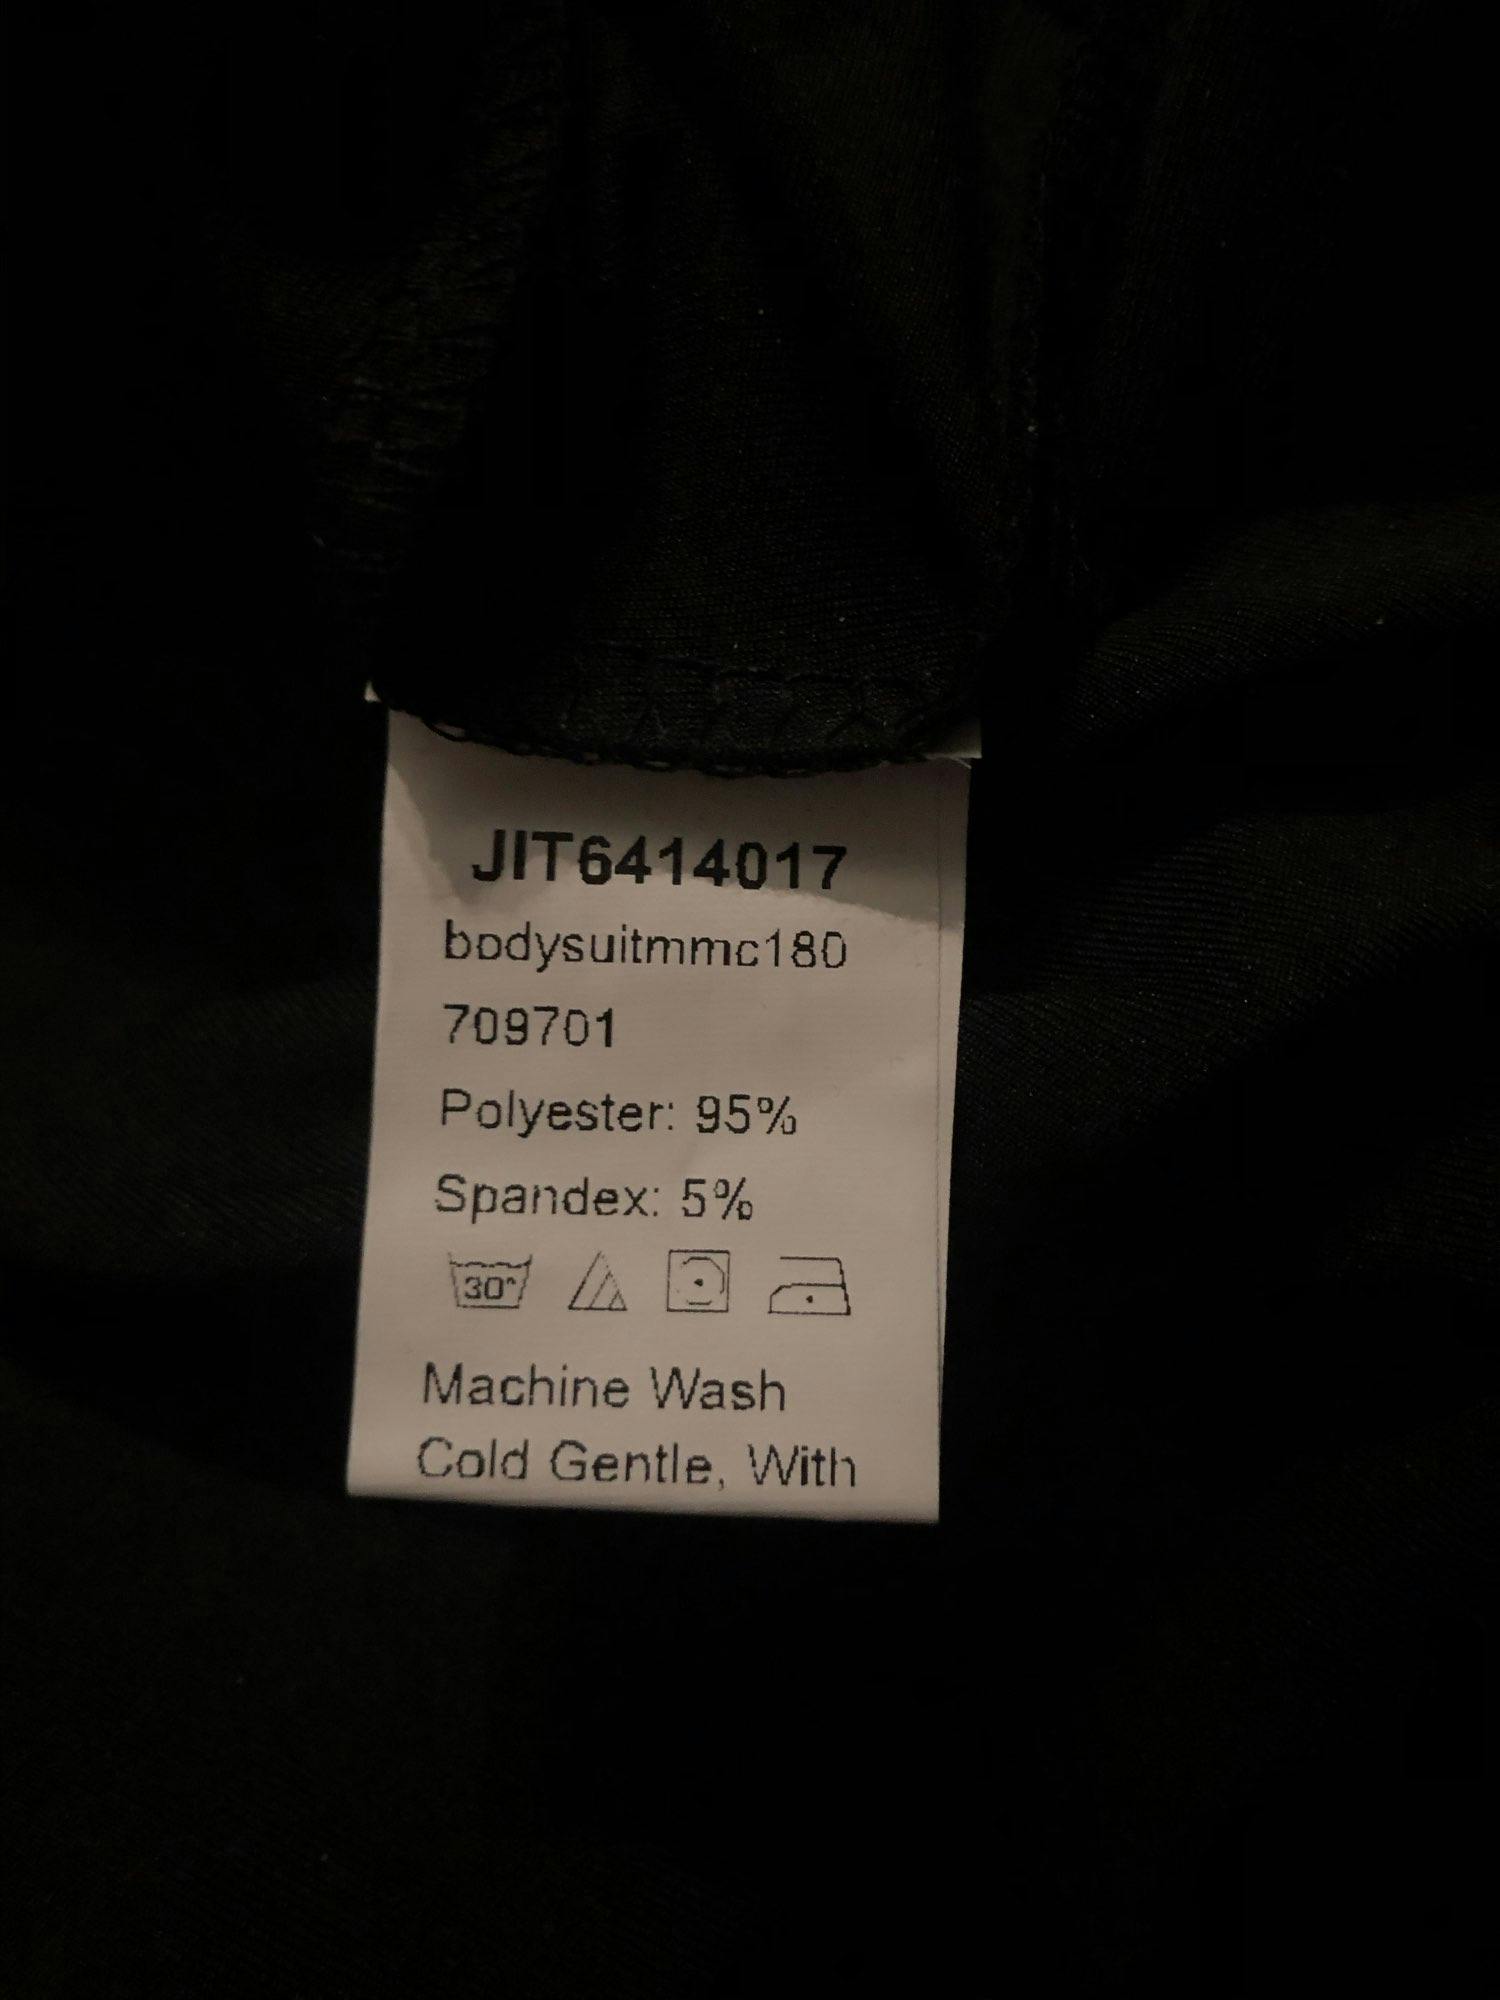 JIT6414017
bodysuitmmc180
709701
Polyester: 95%
Spandex: 5%
30°
Machine Wash
Cold Gentle, With